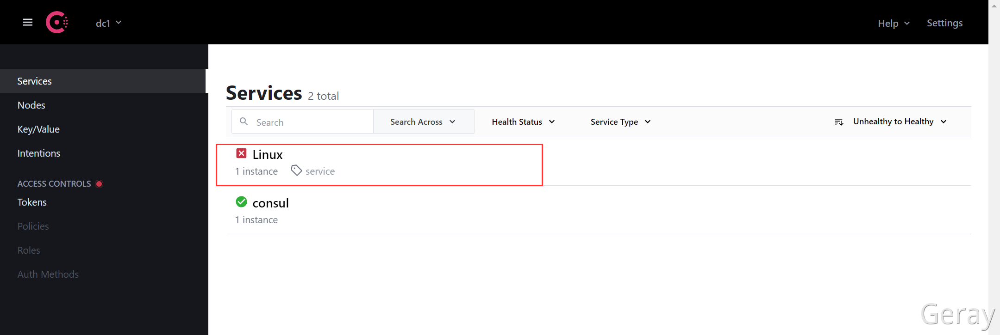 dc1
Help
Settings
Services
Nodes
Key/Value
Intentions
ACCESS CONTROLS
Tokens
Policies
Roles
Auth Methods
Services 2 total
Search
Search Across
Health Status
Service Type
Unhealthy to Healthy
Linux
1 instance service
consul
1 instance
Geray